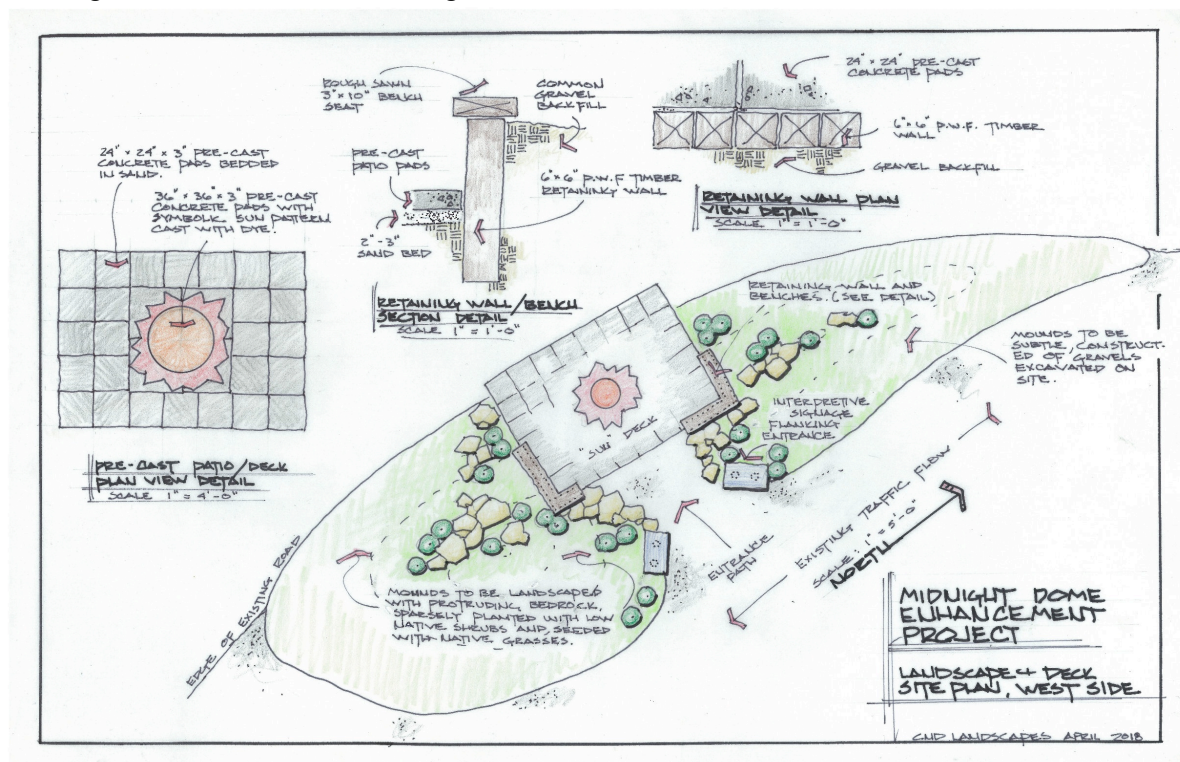 ROUGH SAWN
3" x 10" BENCH
SEAT
COMMON
GRAVEL
BACKFILL
24" x 24" PRE-CAST
CONCRETE PADS
6" x 6" P.W.F. TIMBER
WALL
GRAVEL BACKFILL
RETAINING WALL PLAN
VIEW DETAIL
SCALE 1" = 1'-0"
24" x 24" x 3" PRE-CAST
CONCRETE PADS BEDDED
IN SAND.
36" x 36" x 3" PRE-CAST
CONCRETE PADS WITH
SYMBOLIC SUN PATTERN
CAST WITH DYE.
PRE-CAST
PATIO PADS
6" x 6" P.W.F TIMBER
RETAINING WALL
2" - 3"
SAND BED
RETAINING WALL/BENCH
SECTION DETAIL
SCALE 1" = 1'-0"
RETAINING WALL AND
BENCHES. (SEE DETAIL)
MOUNDS TO BE
SUBTLE, CONSTRUCT-
ED OF GRAVELS
EXCAVATED ON
SITE.
INTERPRETIVE
SIGNAGE
FLANKING
ENTRANCE
"SUN" DECK
PRE-CAST PATIO/DECK
PLAN VIEW DETAIL
SCALE 1" = 4'-0"
EDGE OF EXISTING ROAD
MOUNDS TO BE LANDSCAPED
WITH PROTRUDING BEDROCK,
SPARSELY PLANTED WITH LOW
NATIVE SHRUBS AND SEEDED
WITH NATIVE GRASSES.
ENTRANCE
PATH
EXISTING TRAFFIC FLOW
SCALE: 1" = 5'-0"
NORTH
MIDNIGHT DOME
ENHANCEMENT
PROJECT
LANDSCAPE + DECK
SITE PLAN, WEST SIDE
GND LANDSCAPES APRIL 2018